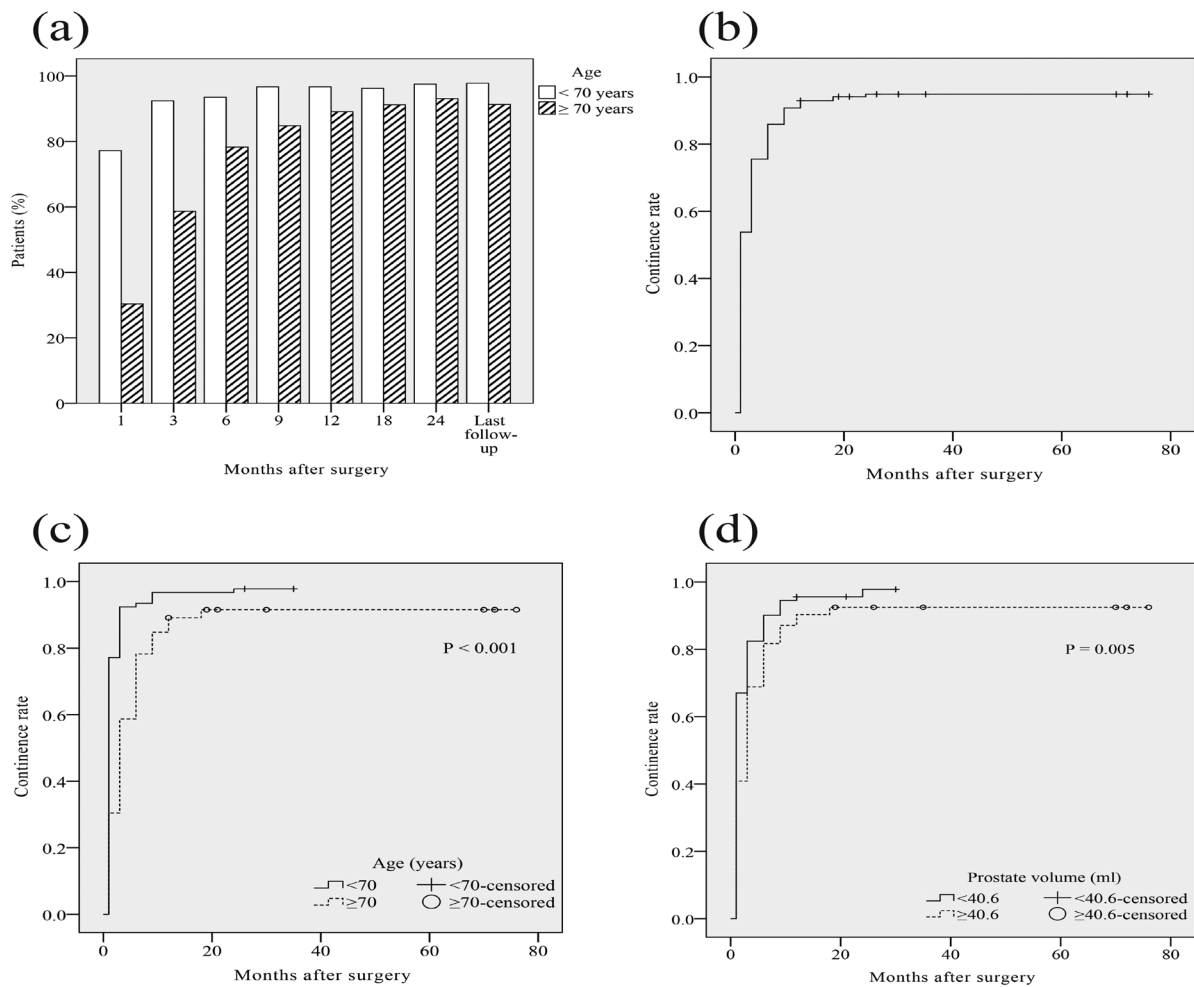 (a)
Age
< 70 years
≥ 70 years
100
80
60
40
20
0
Patients (%)
1 3 6 9 12 18 24 Last follow-
up
Months after surgery
(b)
1.0
0.8
0.6
0.4
0.2
0.0
Continence rate
0 20 40 60 80
Months after surgery
(c)
1.0
0.8
0.6
0.4
0.2
0.0
Continence rate
P < 0.001
Age (years)
<70 <70-censored
≥70 ≥70-censored
0 20 40 60 80
Months after surgery
(d)
1.0
0.8
0.6
0.4
0.2
0.0
Continence rate
P = 0.005
Prostate volume (ml)
<40.6 <40.6-censored
≥40.6 ≥40.6-censored
0 20 40 60 80
Months after surgery